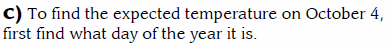 c) To find the expected temperature on October 4,
first find what day of the year it is.